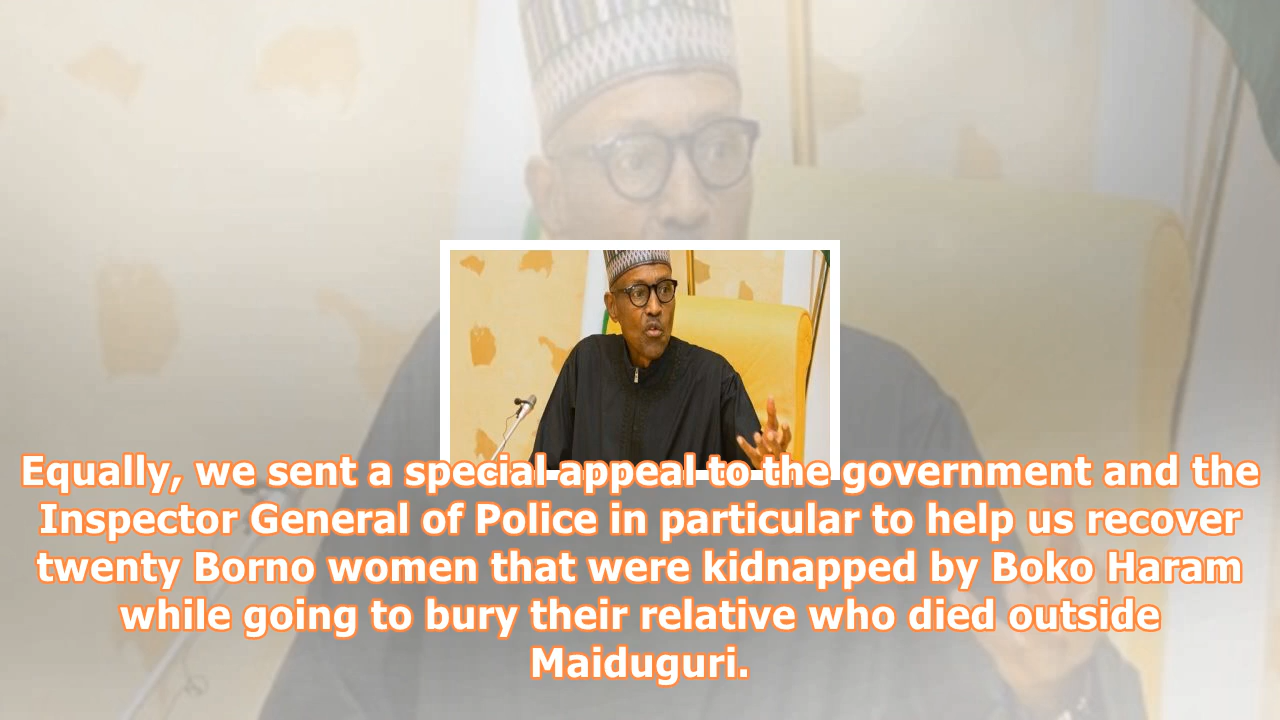 Equally, we sent a special appeal to the government and the
Inspector General of Police in particular to help us recover
twenty Borno women that were kidnapped by Boko Haram
while going to bury their relative who died outside
Maiduguri.